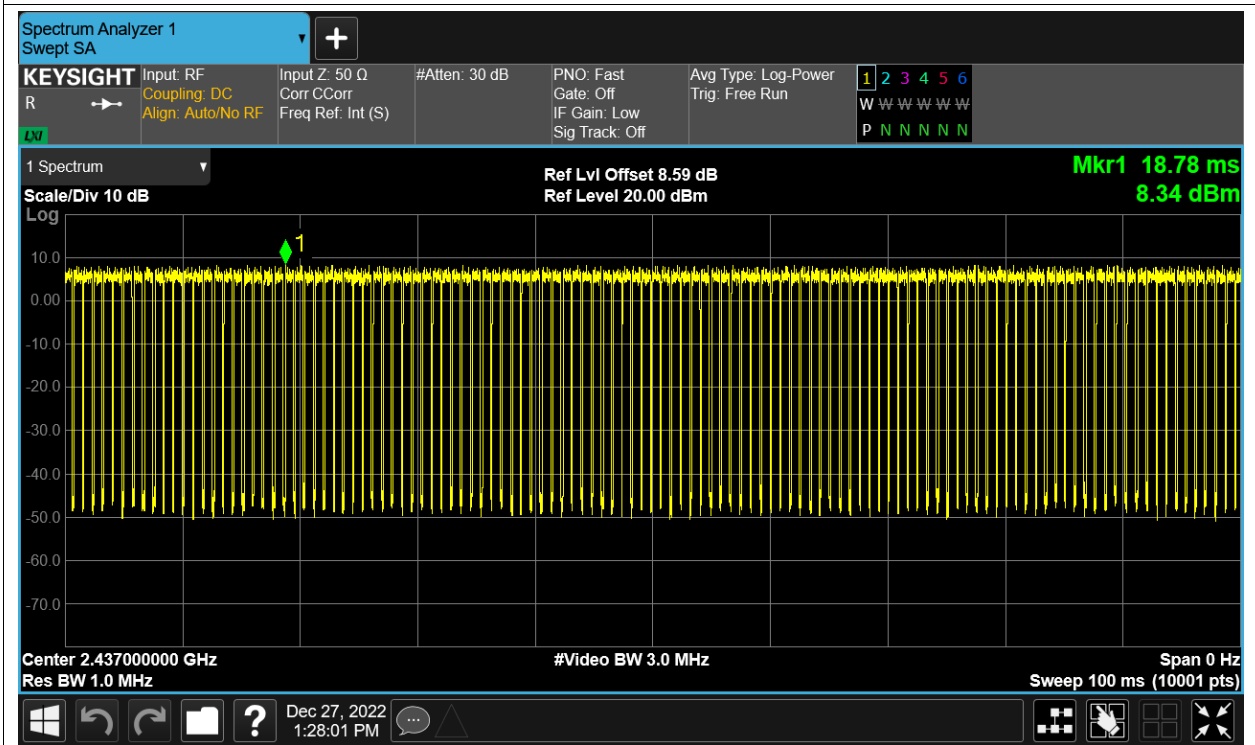 Spectrum Analyzer 1
Swept SA
KEYSIGHT
R
LXI
Input: RF
Coupling: DC
Align: Auto/No RF
Input Z: 50 Ω
Corr CCorr
Freq Ref: Int (S)
#Atten: 30 dB
PNO: Fast
Gate: Off
IF Gain: Low
Sig Track: Off
Avg Type: Log-Power
Trig: Free Run
1 2 3 4 5 6
W W W W W W
P N N N N N
1 Spectrum
Scale/Div 10 dB
Log
Ref Lvl Offset 8.59 dB
Ref Level 20.00 dBm
Mkr1 18.78 ms
8.34 dBm
1
10.0
0.00
-10.0
-20.0
-30.0
-40.0
-50.0
-60.0
-70.0
Center 2.437000000 GHz
Res BW 1.0 MHz
#Video BW 3.0 MHz
Span 0 Hz
Sweep 100 ms (10001 pts)
?
Dec 27, 2022
1:28:01 PM